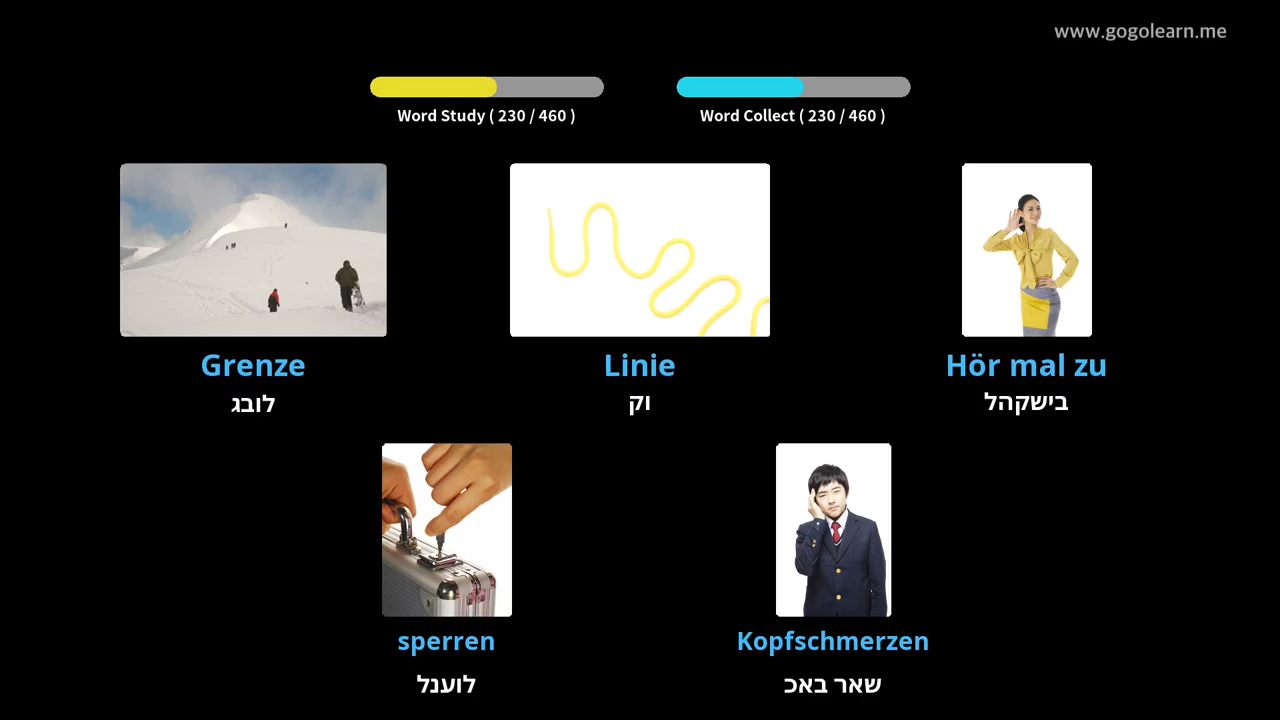 www.gogolearn.me
Word Study ( 230 / 460 )
Word Collect ( 230 / 460 )
Grenze
לובג
Linie
וק
Hör mal zu
בישקהל
sperren
לוענל
Kopfschmerzen
שאר באכ